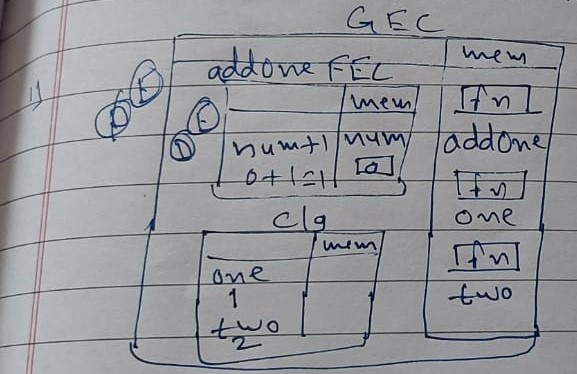 GEC
1)
mem
addone FEC
E
D
fn
addone
mem
E
D
num+1
0+1=1
num
0
fn
one
clg
mem
one
1
two
2
fn
two